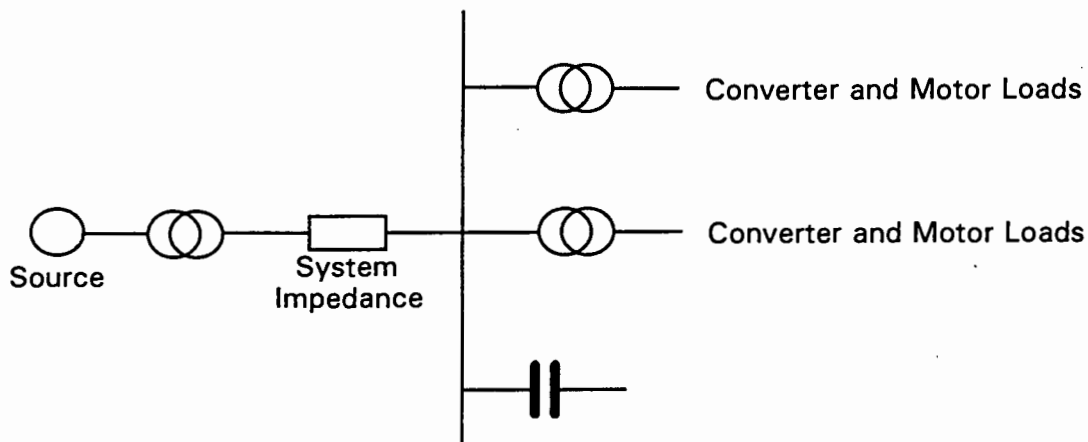 Converter and Motor Loads
Converter and Motor Loads
Source
System
Impedance